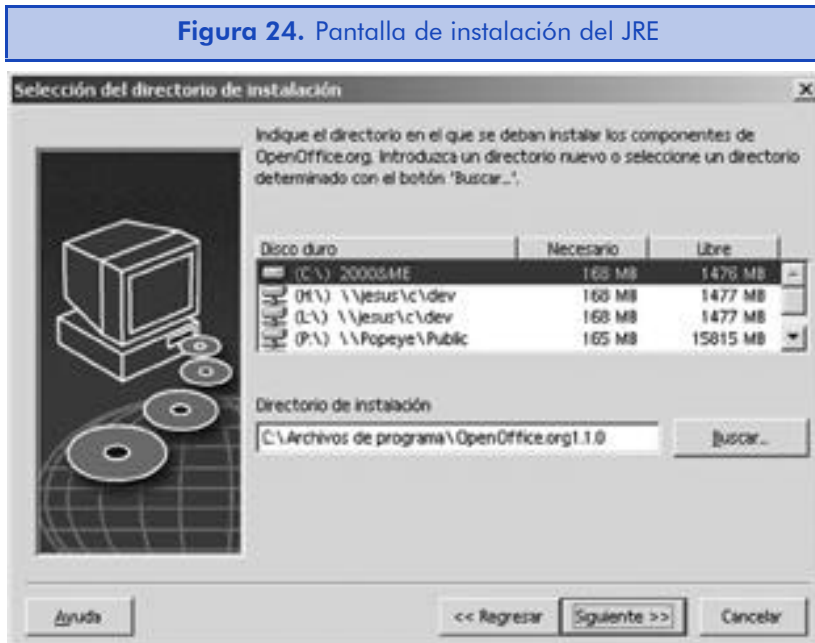 Figura 24. Pantalla de instalación del JRE
Selección del directorio de instalación
Indique el directorio en el que se deban instalar los componentes de
OpenOffice.org. Introduzca un directorio nuevo o seleccione un directorio
determinado con el botón "Buscar...".
Disco duro Necesario Libre
(C:\) 2000&ME 168 MB 1476 MB
(H:\) \\jesus\c\dev 168 MB 1477 MB
(L:\) \\jesus\c\dev 168 MB 1477 MB
(P:\) \\Popeye\Public 165 MB 15815 MB
Directorio de instalación
C:\Archivos de programa\OpenOffice.org1.1.0
Buscar...
Ayuda
<< Regresar
Siguiente >>
Cancelar